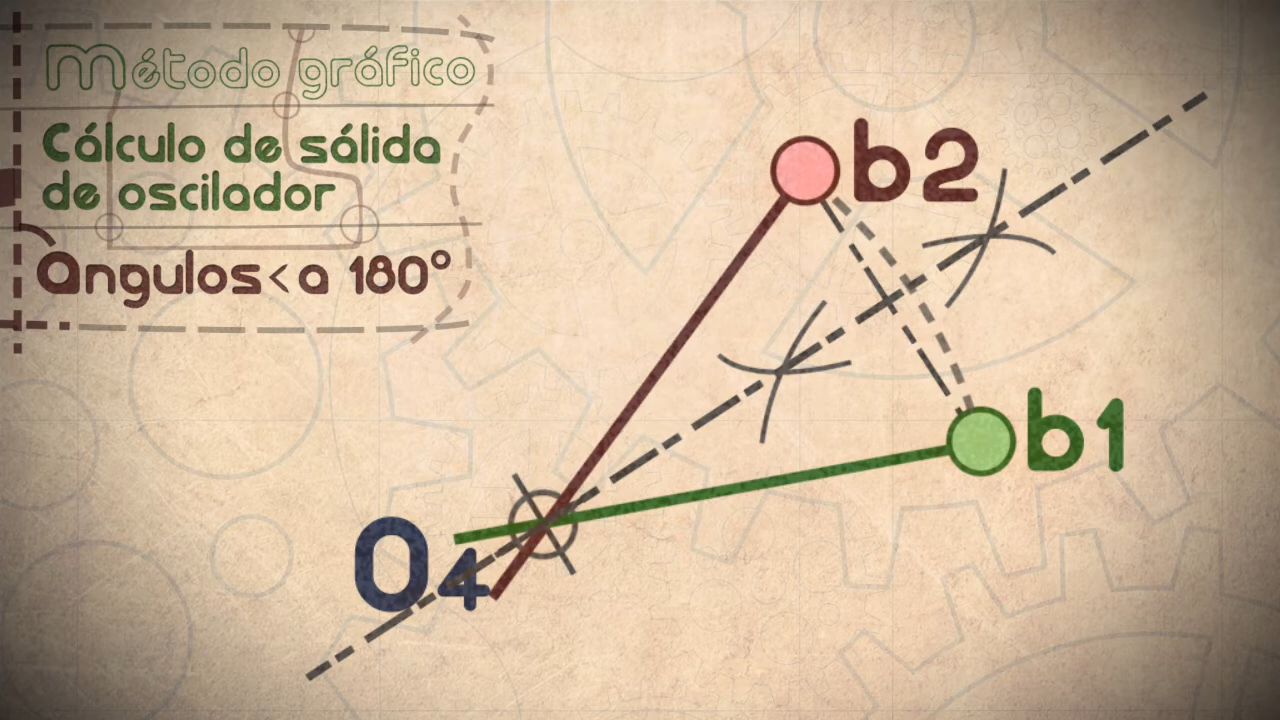 Método gráfico
Cálculo de sálida
de oscilador
Angulos<a 180°
b2
b1
O4